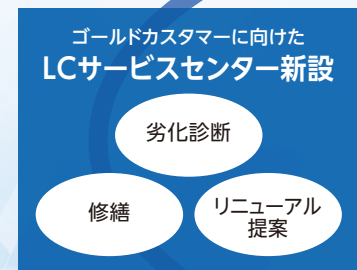 ゴールドカスタマーに向けた
LCサービスセンター新設
劣化診断
修繕
リニューアル
提案